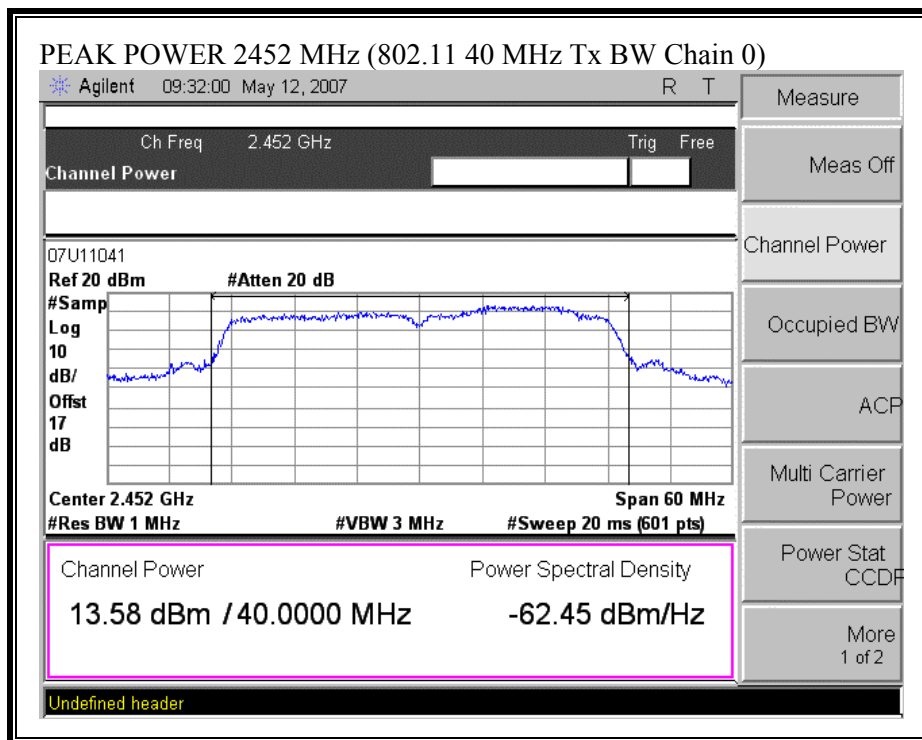 PEAK POWER 2452 MHz (802.11 40 MHz Tx BW Chain 0)
Agilent 09:32:00 May 12, 2007 R T
Ch Freq 2.452 GHz Trig Free
Channel Power
07U11041
Ref 20 dBm #Atten 20 dB
#Samp
Log
10
dB/
Offst
17
dB
Center 2.452 GHz Span 60 MHz
#Res BW 1 MHz #VBW 3 MHz #Sweep 20 ms (601 pts)
Channel Power Power Spectral Density
13.58 dBm / 40.0000 MHz -62.45 dBm/Hz
Undefined header
Measure
Meas Off
Channel Power
Occupied BW
ACP
Multi Carrier
Power
Power Stat
CCDF
More
1 of 2